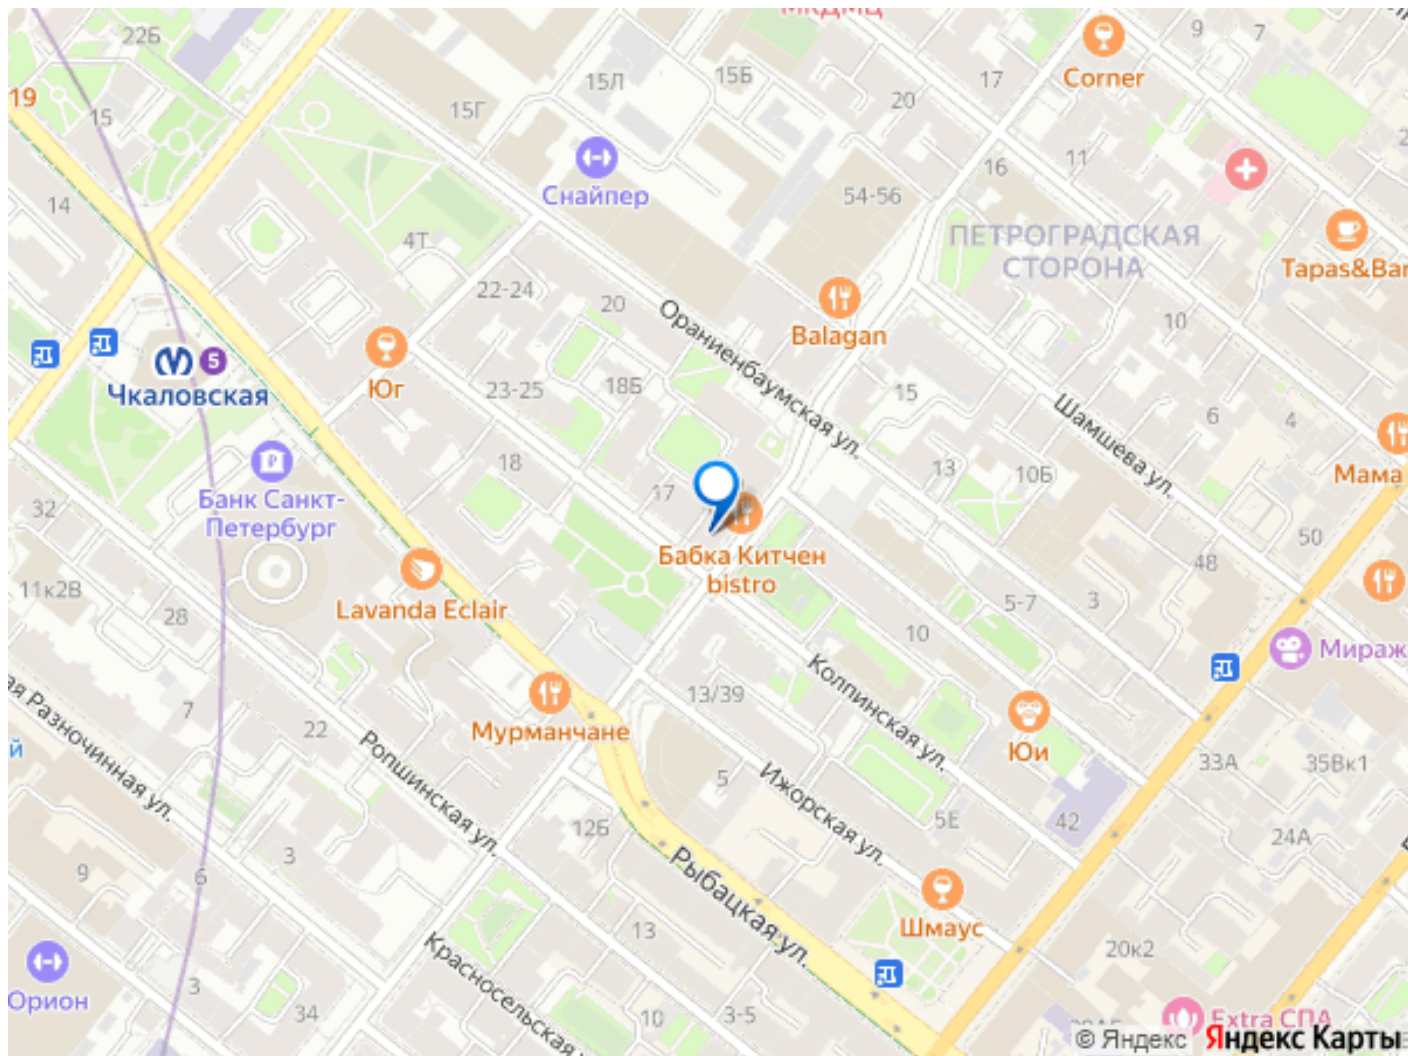 22Б
15Л
15Б
15Г
20
17
9
7
Corner
19
15
Снайпер
54-56
16
11
14
4Т
22-24
20
ПЕТРОГРАДСКАЯ
СТОРОНА
Tapas&Bar
Balagan
Ораниенбаумская ул.
10
5
Чкаловская
Юг
23-25
18Б
15
6
4
Шамшева ул.
Мама
Банк Санкт-
Петербург
32
18
17
13
10Б
50
48
Бабка Китчен
bistro
11к2В
28
Lavanda Eclair
5-7
3
10
Мираж
Колпинская ул.
13/39
7
22
Мурманчане
Юи
33А
35Вк1
ая Разночинная ул.
й
Ропшинская ул.
Ижорская ул.
5
12Б
5Е
42
24А
9
3
6
Рыбацкая ул.
Шмаус
13
20к2
Орион
3
34
Красносельская ул.
10
3-5
Extra СПА
© Яндекс Яндекс Карты